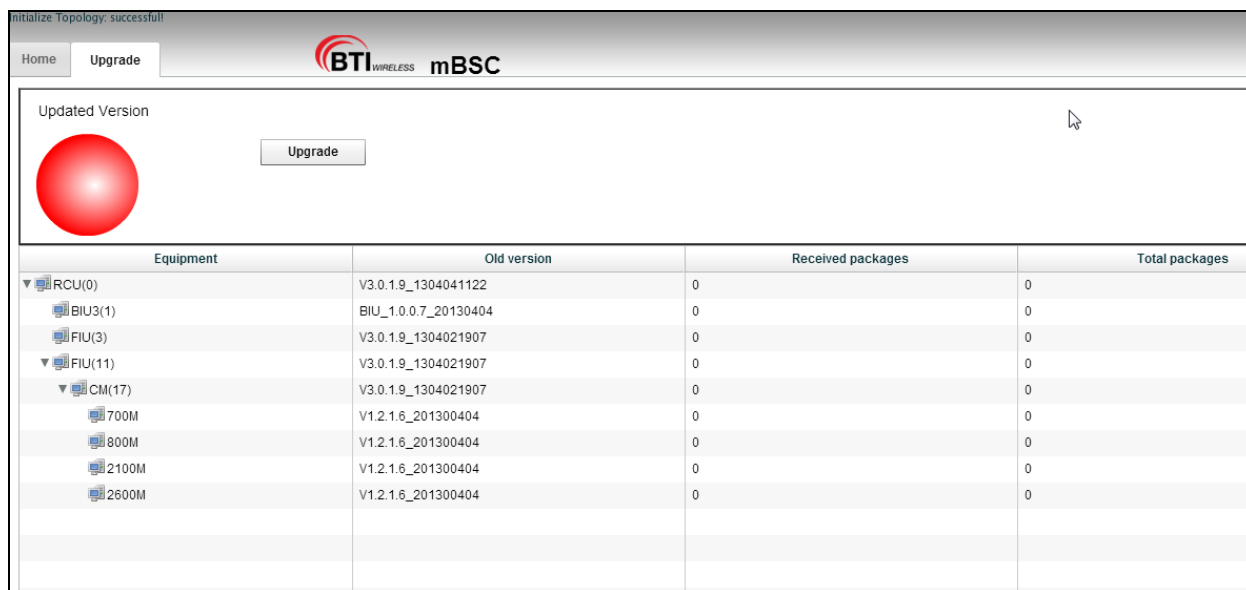 Initialize Topology: successful!
Home Upgrade BTI WIRELESS mBSC
Updated Version
Upgrade
Equipment Old version Received packages Total packages
RCU(0) V3.0.1.9_1304041122 0 0
BIU3(1) BIU_1.0.0.7_20130404 0 0
FIU(3) V3.0.1.9_1304021907 0 0
FIU(11) V3.0.1.9_1304021907 0 0
CM(17) V3.0.1.9_1304021907 0 0
700M V1.2.1.6_201300404 0 0
800M V1.2.1.6_201300404 0 0
2100M V1.2.1.6_201300404 0 0
2600M V1.2.1.6_201300404 0 0